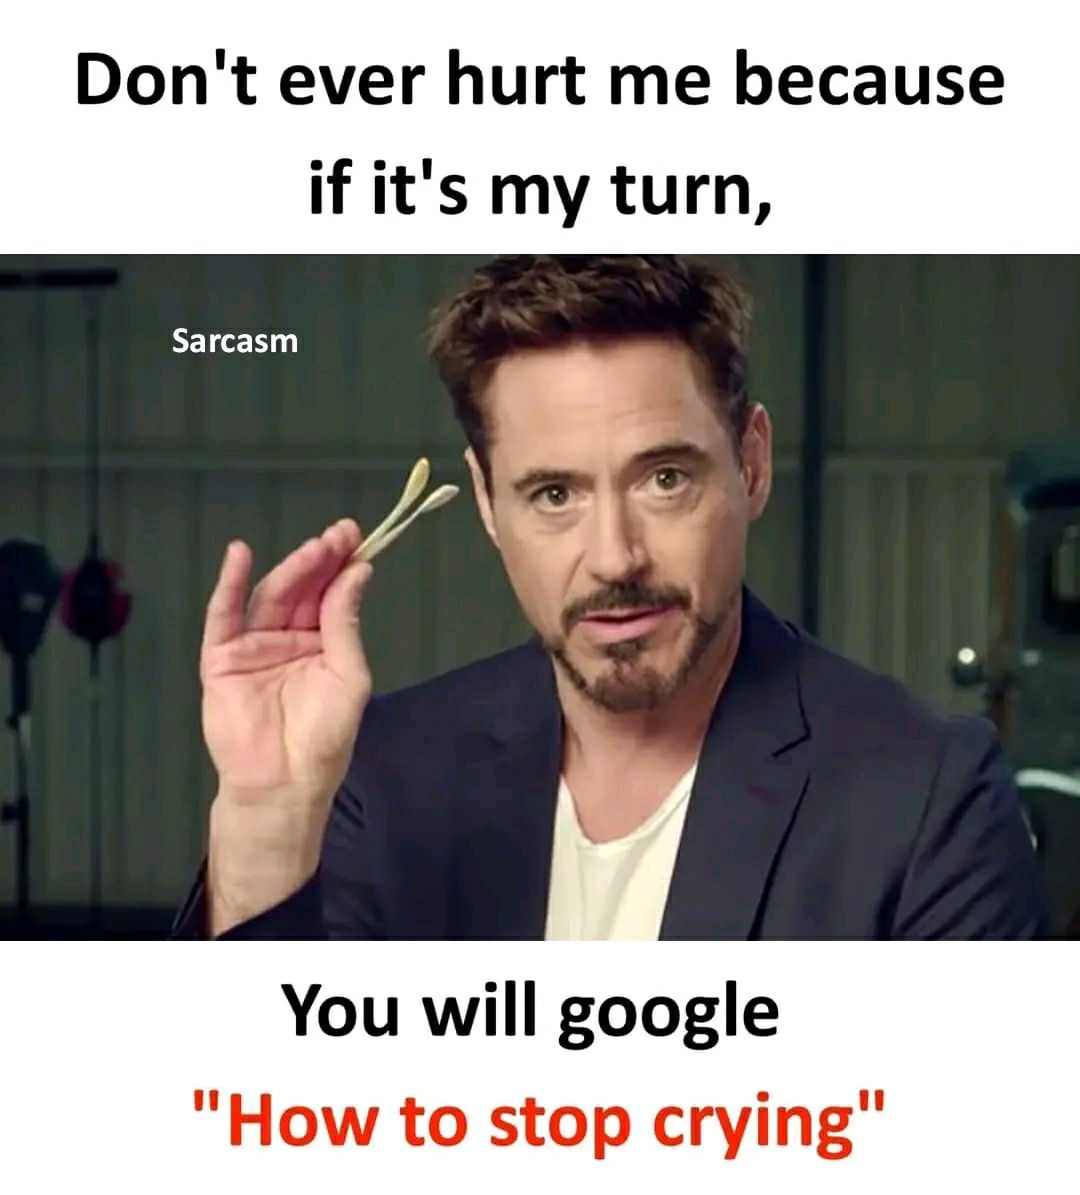 Don't ever hurt me because
if it's my turn,
Sarcasm
You will google
"How to stop crying"